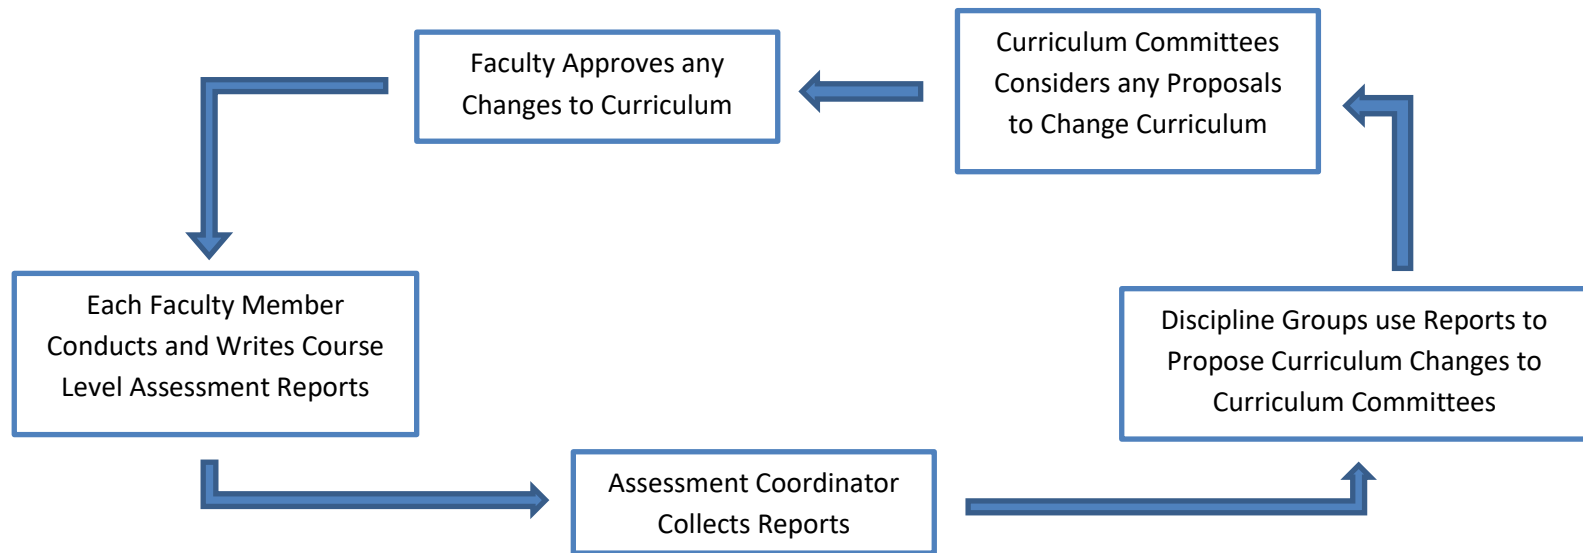 Faculty Approves any
Changes to Curriculum
Curriculum Committees
Considers any Proposals
to Change Curriculum
Each Faculty Member
Conducts and Writes Course
Level Assessment Reports
Discipline Groups use Reports to
Propose Curriculum Changes to
Curriculum Committees
Assessment Coordinator
Collects Reports